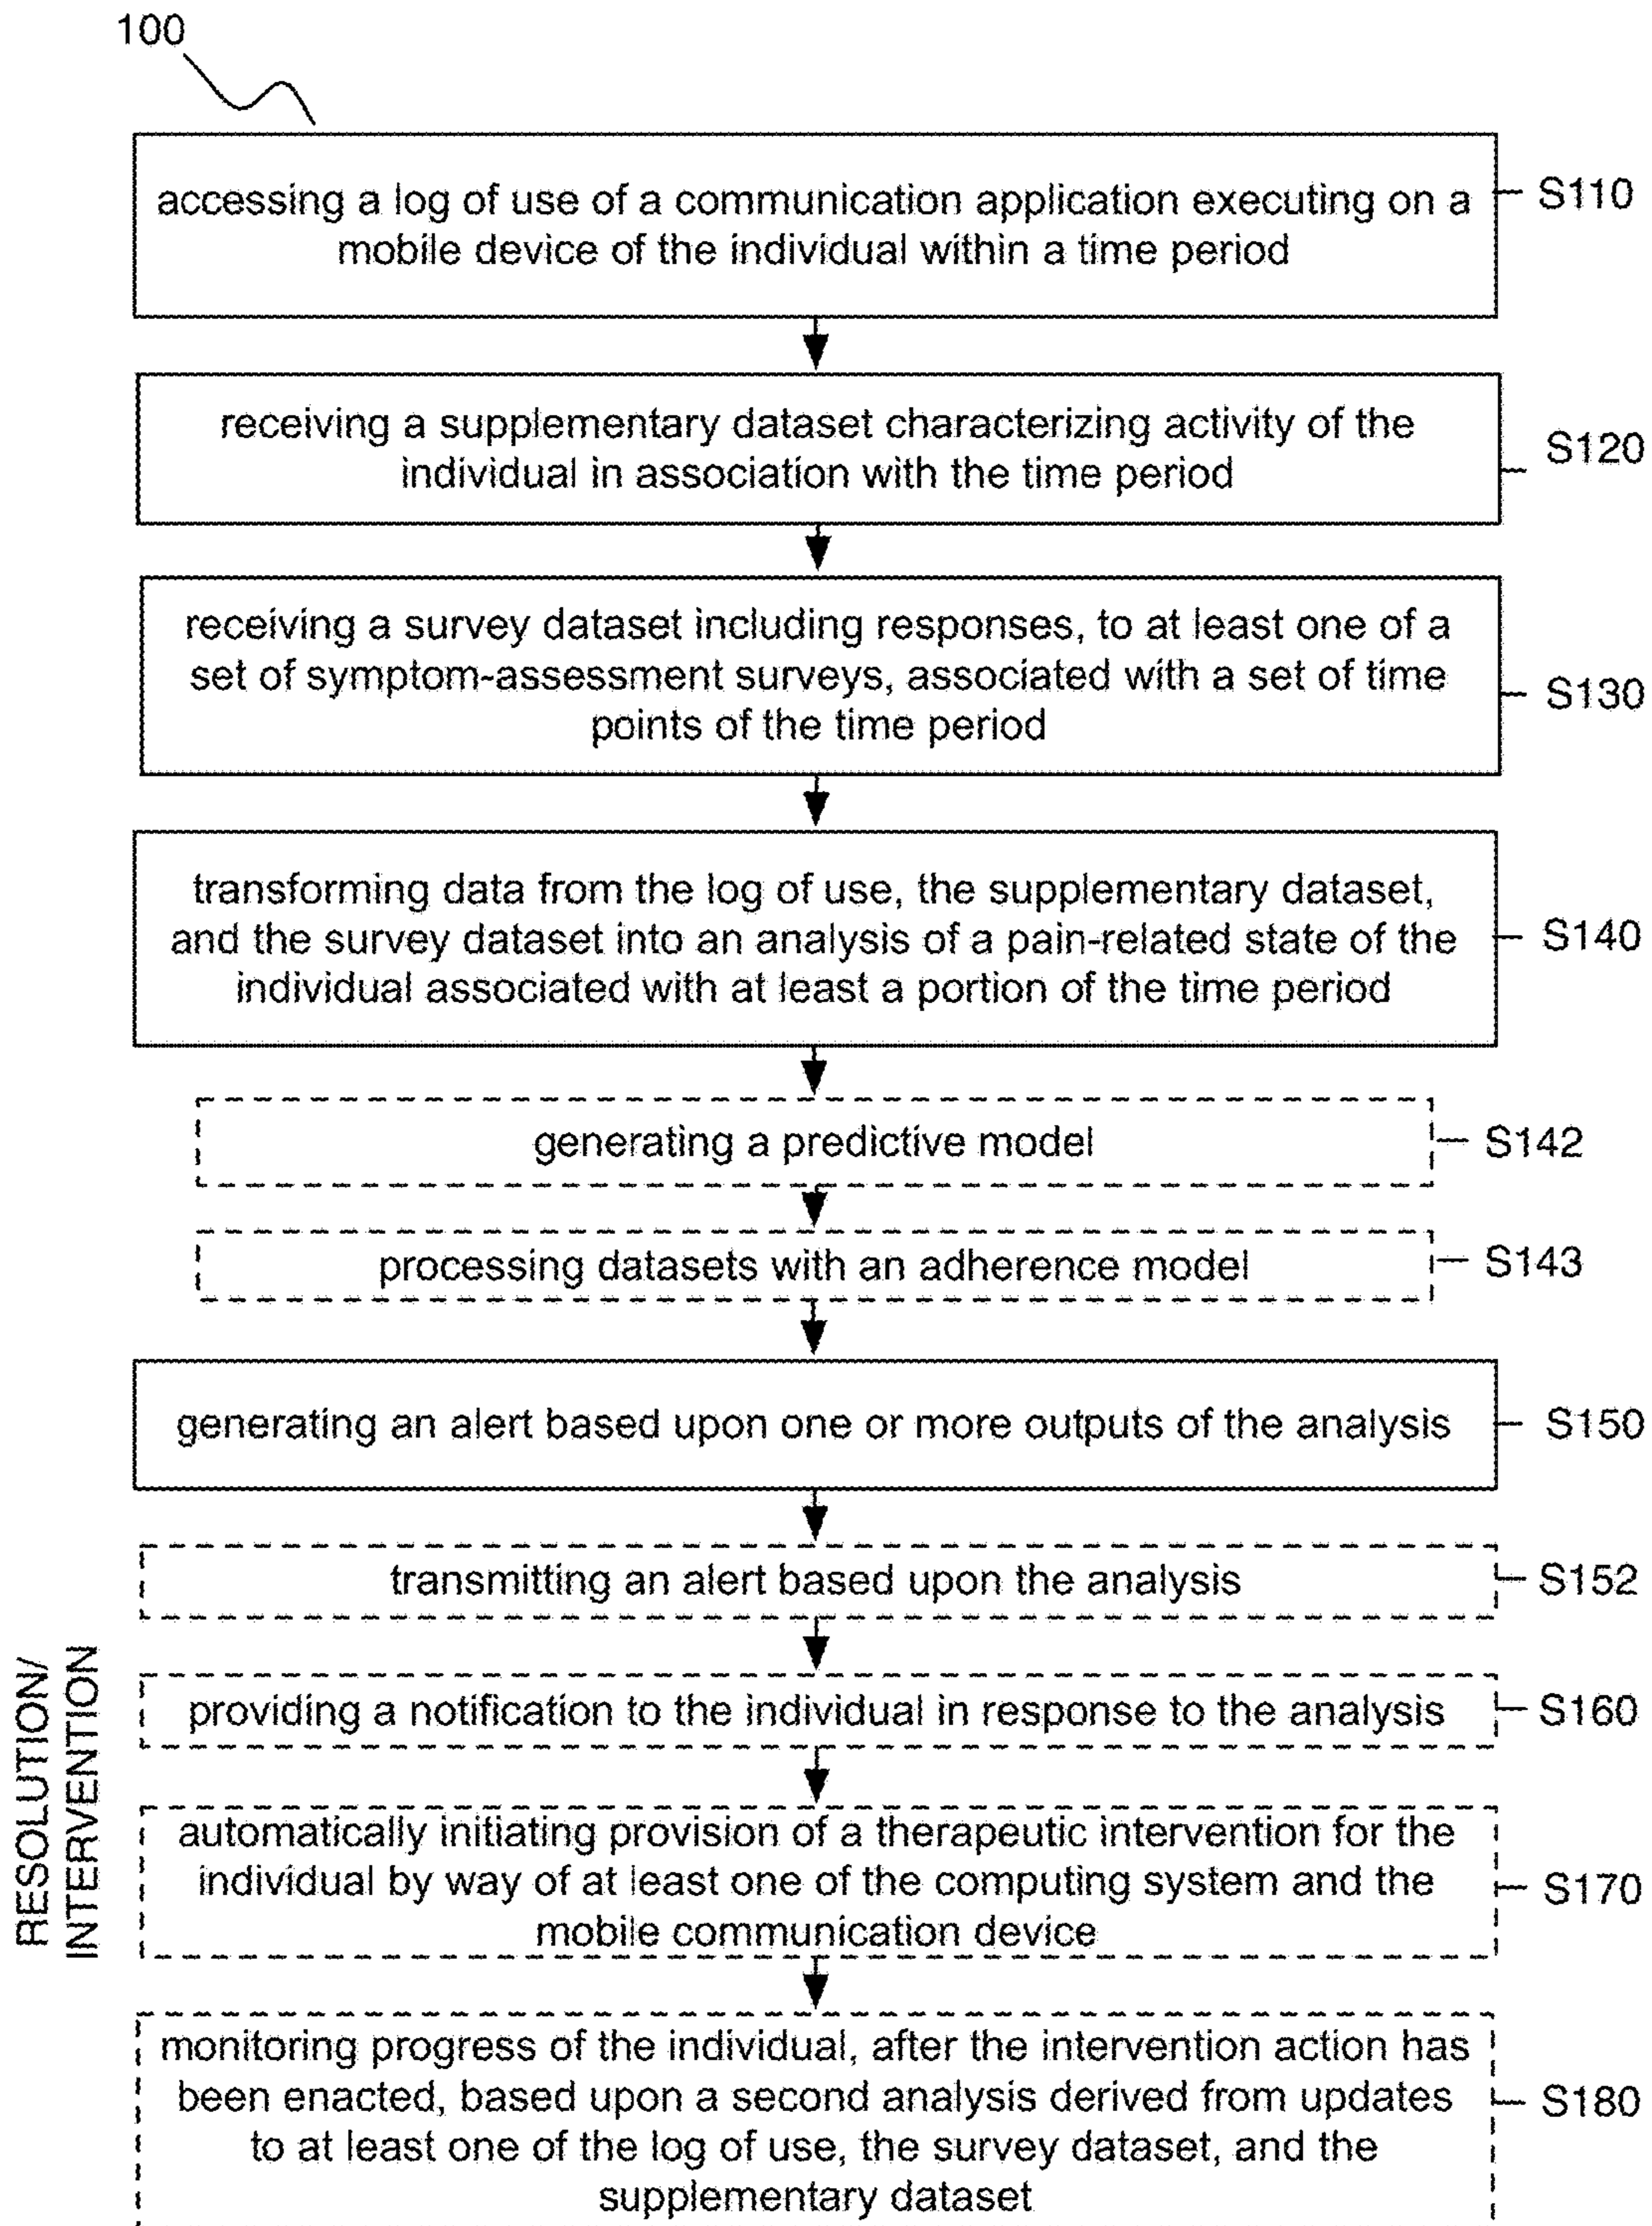 100
accessing a log of use of a communication application executing on a
mobile device of the individual within a time period
S110
receiving a supplementary dataset characterizing activity of the
individual in association with the time period
S120
receiving a survey dataset including responses, to at least one of a
set of symptom-assessment surveys, associated with a set of time
points of the time period
S130
transforming data from the log of use, the supplementary dataset,
and the survey dataset into an analysis of a pain-related state of the
individual associated with at least a portion of the time period
S140
generating a predictive model
S142
processing datasets with an adherence model
S143
generating an alert based upon one or more outputs of the analysis
S150
transmitting an alert based upon the analysis
S152
RESOLUTION/
INTERVENTION
providing a notification to the individual in response to the analysis
S160
automatically initiating provision of a therapeutic intervention for the
individual by way of at least one of the computing system and the
mobile communication device
S170
monitoring progress of the individual, after the intervention action has
been enacted, based upon a second analysis derived from updates
to at least one of the log of use, the survey dataset, and the
supplementary dataset
S180